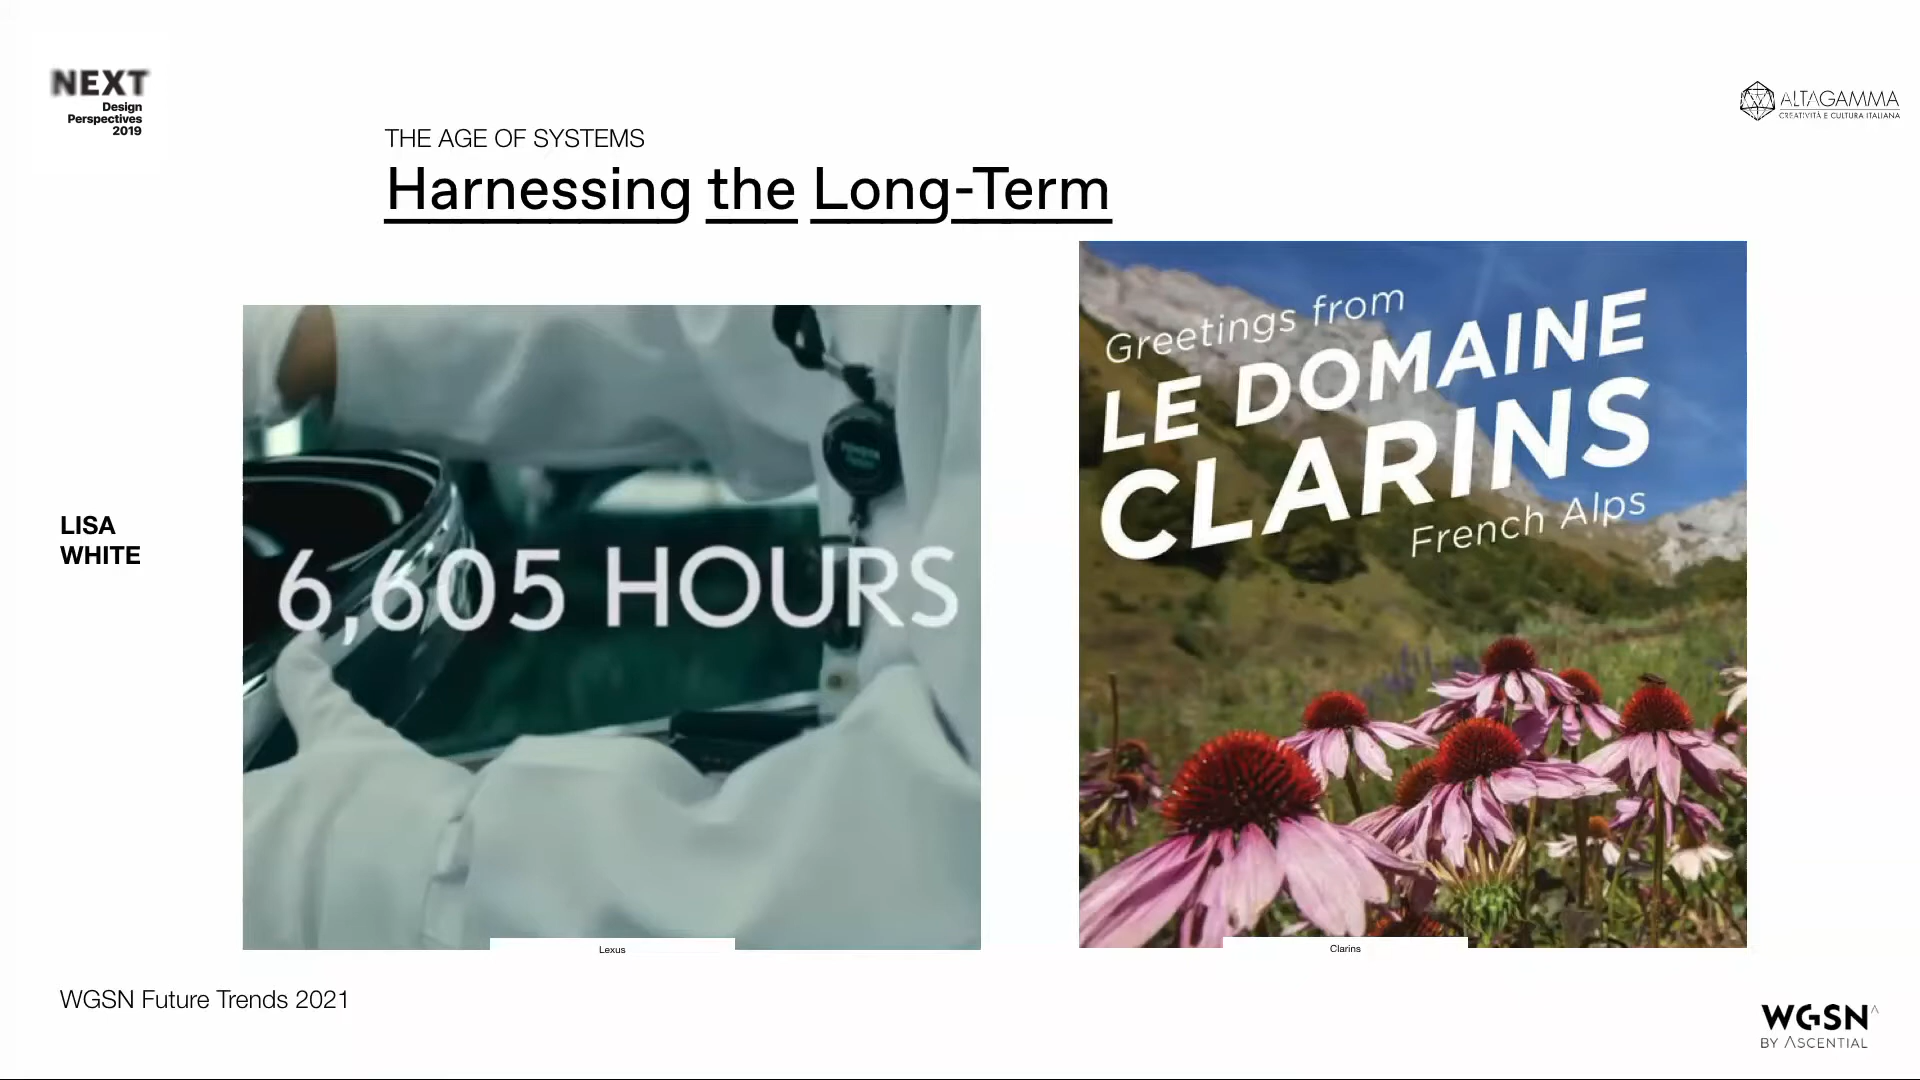 NEXT
Design
Perspectives
2019
ALTAGAMMA
CREATIVITÀ E CULTURA ITALIANA
THE AGE OF SYSTEMS
Harnessing the Long-Term
LISA
WHITE
6,605 HOURS
Lexus
Greetings from
LE DOMAINE
CLARINS
French Alps
Clarins
WGSN Future Trends 2021
WGSN^
BY ASCENTIAL